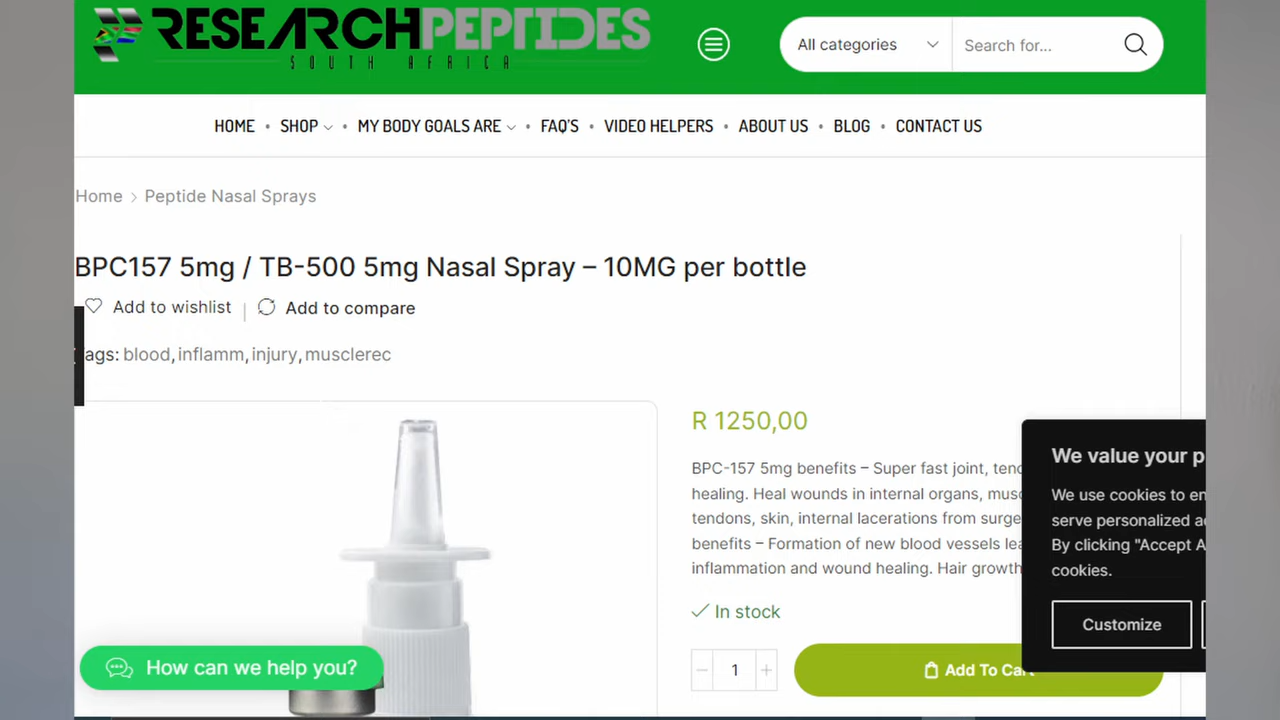 RESEARCHPEPTIDES
SOUTH AFRICA
All categories
Search for...
HOME • SHOP • MY BODY GOALS ARE • FAQ'S • VIDEO HELPERS • ABOUT US • BLOG • CONTACT US
Home > Peptide Nasal Sprays
BPC157 5mg / TB-500 5mg Nasal Spray – 10MG per bottle
Add to wishlist | Add to compare
ags: blood, inflamm, injury, musclerec
R 1250,00
BPC-157 5mg benefits – Super fast joint,
healing. Heal wounds in internal organs,
tendons, skin, internal lacerations from
benefits – Formation of new blood vessels
inflammation and wound healing. Hair growth
In stock
− 1 +
Add To Cart
We value your p
We use cookies to
serve personalized
By clicking "Accept
cookies.
Customize
How can we help you?